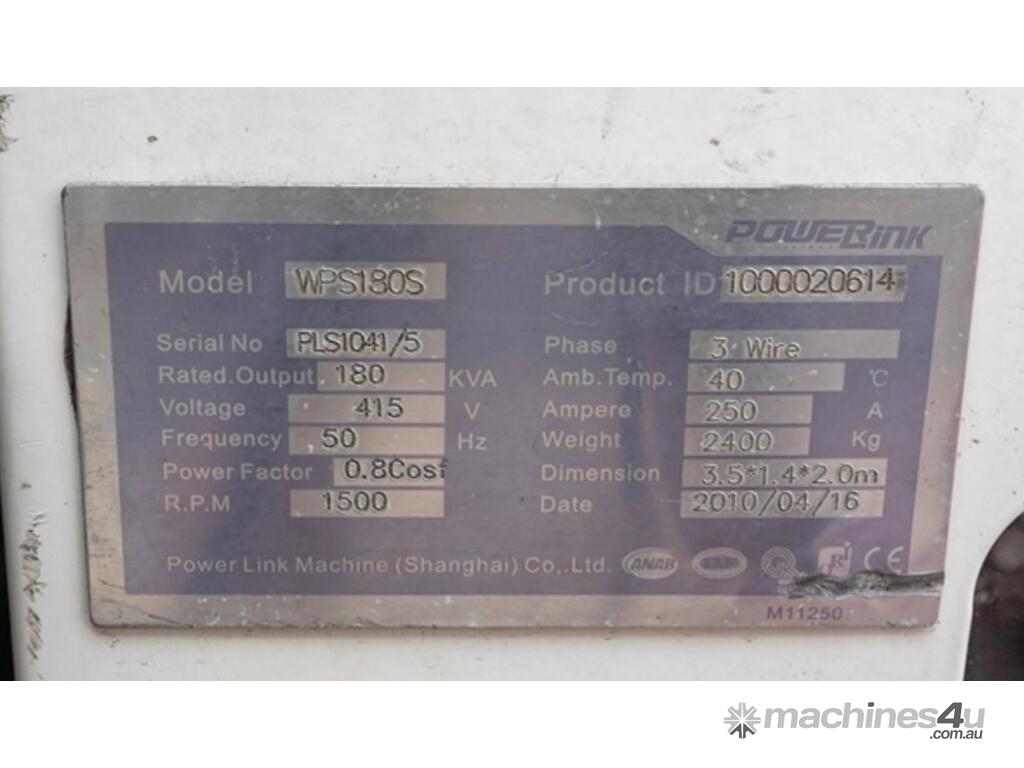 POWERLINK
Model WPS180S Product ID 1000020614
Serial No PLS1041/5 Phase 3 Wire
Rated.Output 180 KVA Amb.Temp. 40 °C
Voltage 415 V Ampere 250 A
Frequency 50 Hz Weight 2400 Kg
Power Factor 0.8Cosf Dimension 3.5*1.4*2.0m
R.P.M 1500 Date 2010/04/16
Power Link Machine (Shanghai) Co,.Ltd. ANAB CE
M11250
machines4u
.com.au